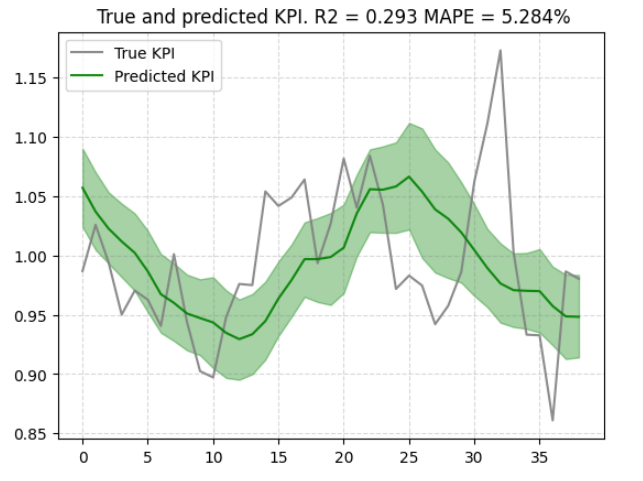 True and predicted KPI. R2 = 0.293 MAPE = 5.284%
True KPI
Predicted KPI
1.15
1.10
1.05
1.00
0.95
0.90
0.85
0 5 10 15 20 25 30 35